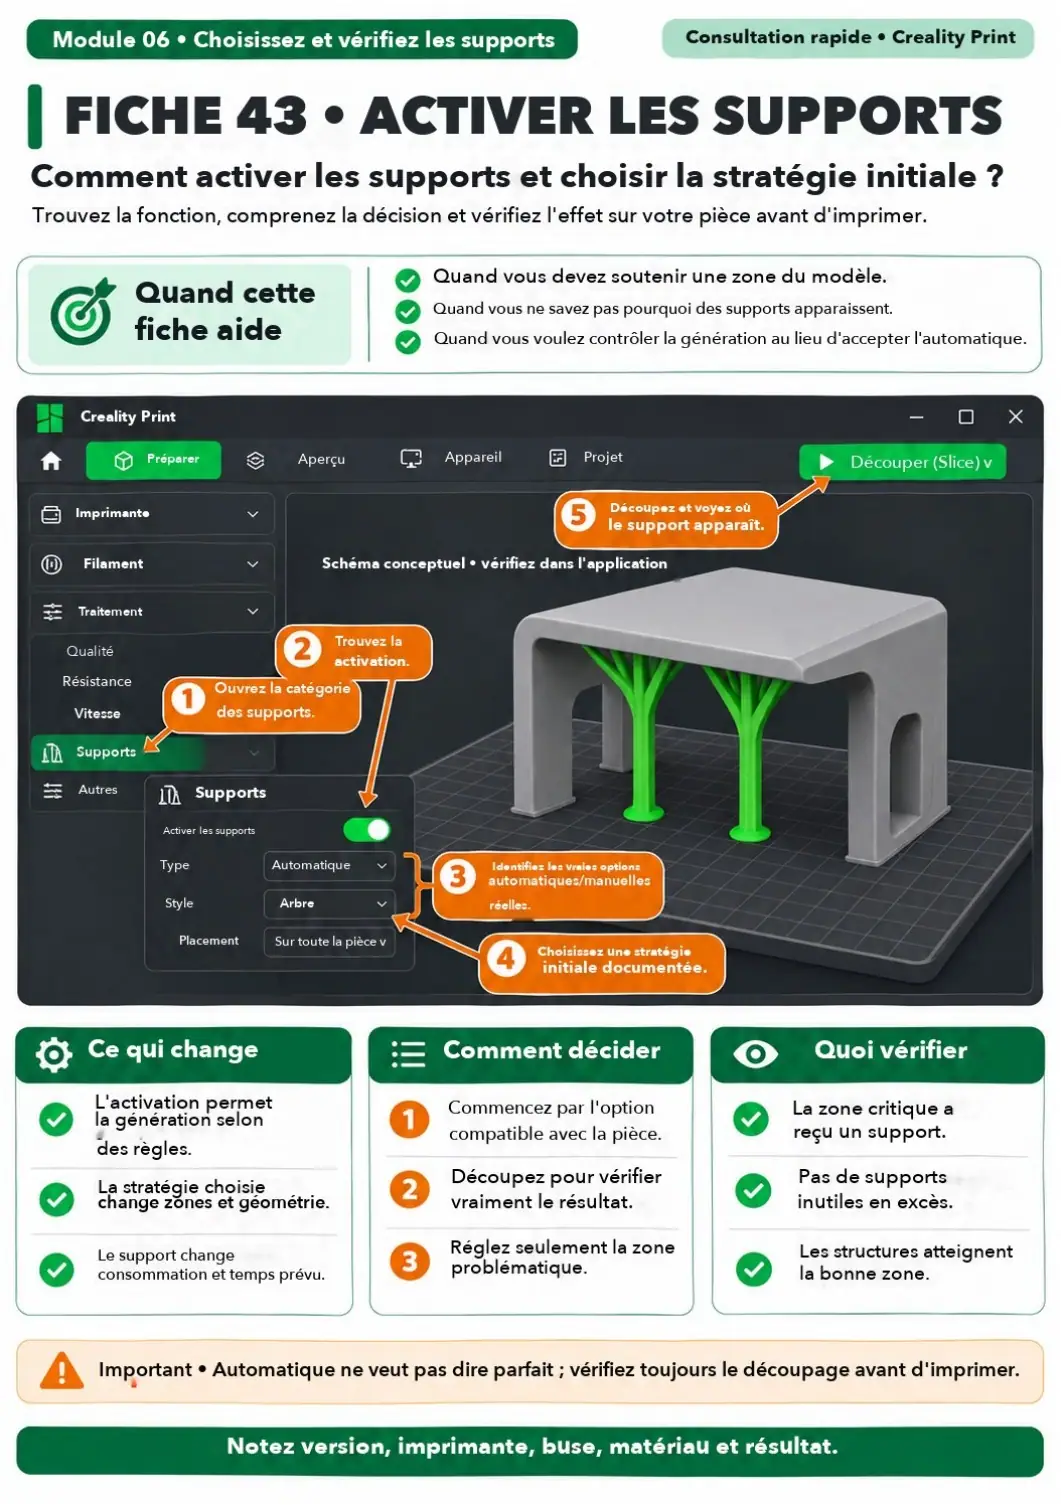 Module 06 • Choisissez et vérifiez les supports
Consultation rapide • Creality Print
FICHE 43 • ACTIVER LES SUPPORTS
Comment activer les supports et choisir la stratégie initiale ?
Trouvez la fonction, comprenez la décision et vérifiez l'effet sur votre pièce avant d'imprimer.
Quand cette
fiche aide
Quand vous devez soutenir une zone du modèle.
Quand vous ne savez pas pourquoi des supports apparaissent.
Quand vous voulez contrôler la génération au lieu d'accepter l'automatique.
Creality Print
Préparer
Aperçu
Appareil
Projet
Découper (Slice) v
Imprimante
Filament
Traitement
Qualité
Résistance
Vitesse
Supports
Autres
5 Découpez et voyez où
le support apparaît.
Schéma conceptuel • vérifiez dans l'application
2 Trouvez la
activation.
1 Ouvrez la catégorie
des supports.
Supports
Activer les supports
Type
Automatique
Style
Arbre
Placement
Sur toute la pièce v
3 Identifiez les vraies options
automatiques/manuelles
réelles.
4 Choisissez une stratégie
initiale documentée.
Ce qui change
L'activation permet
la génération selon
des règles.
La stratégie choisie
change zones et géométrie.
Le support change
consommation et temps prévu.
Comment décider
1 Commencez par l'option
compatible avec la pièce.
2 Découpez pour vérifier
vraiment le résultat.
3 Réglez seulement la zone
problématique.
Quoi vérifier
La zone critique a
reçu un support.
Pas de supports
inutiles en excès.
Les structures atteignent
la bonne zone.
Important • Automatique ne veut pas dire parfait ; vérifiez toujours le découpage avant d'imprimer.
Notez version, imprimante, buse, matériau et résultat.